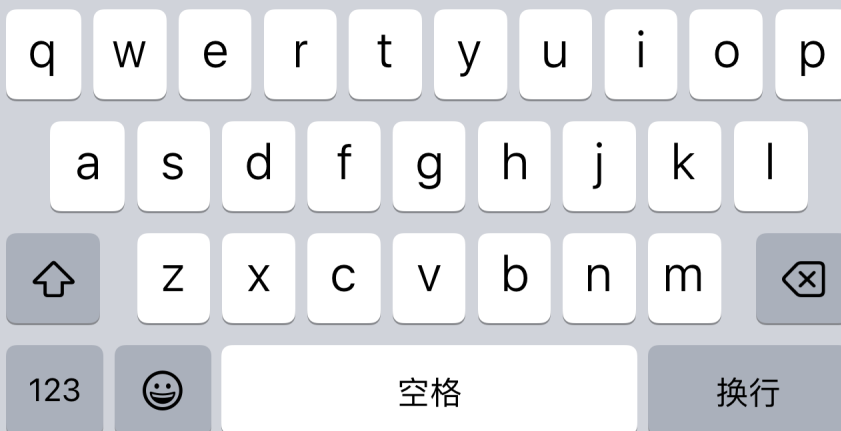 q w e r t y u i o p
a s d f g h j k l
z x c v b n m
123 空格 换行